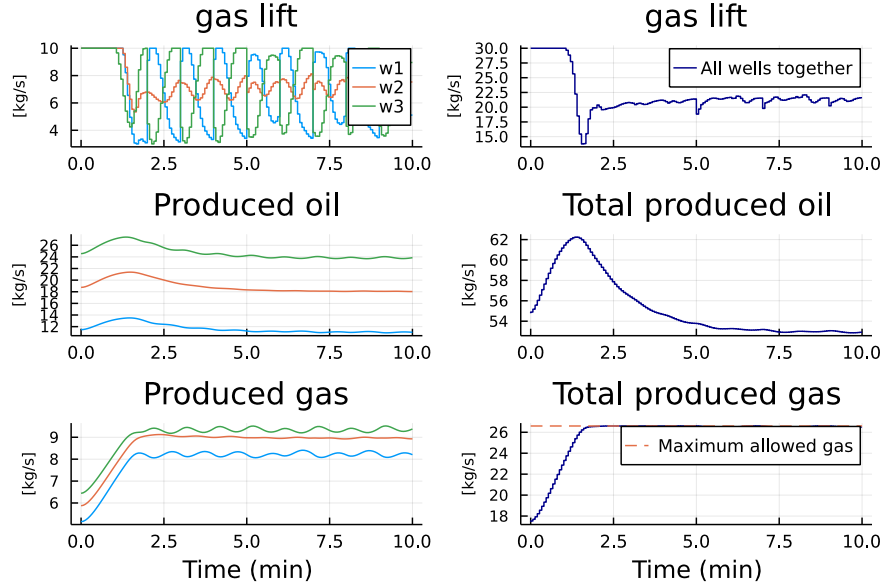 gas lift
[kg/s]
10
8
6
4
w1
w2
w3
0.0 2.5 5.0 7.5 10.0
gas lift
[kg/s]
30.0
27.5
25.0
22.5
20.0
17.5
15.0
All wells together
0.0 2.5 5.0 7.5 10.0
Produced oil
[kg/s]
26
24
22
20
18
16
14
12
0.0 2.5 5.0 7.5 10.0
Total produced oil
[kg/s]
62
60
58
56
54
0.0 2.5 5.0 7.5 10.0
Produced gas
[kg/s]
9
8
7
6
0.0 2.5 5.0 7.5 10.0
Time (min)
Total produced gas
[kg/s]
26
24
22
20
18
Maximum allowed gas
0.0 2.5 5.0 7.5 10.0
Time (min)